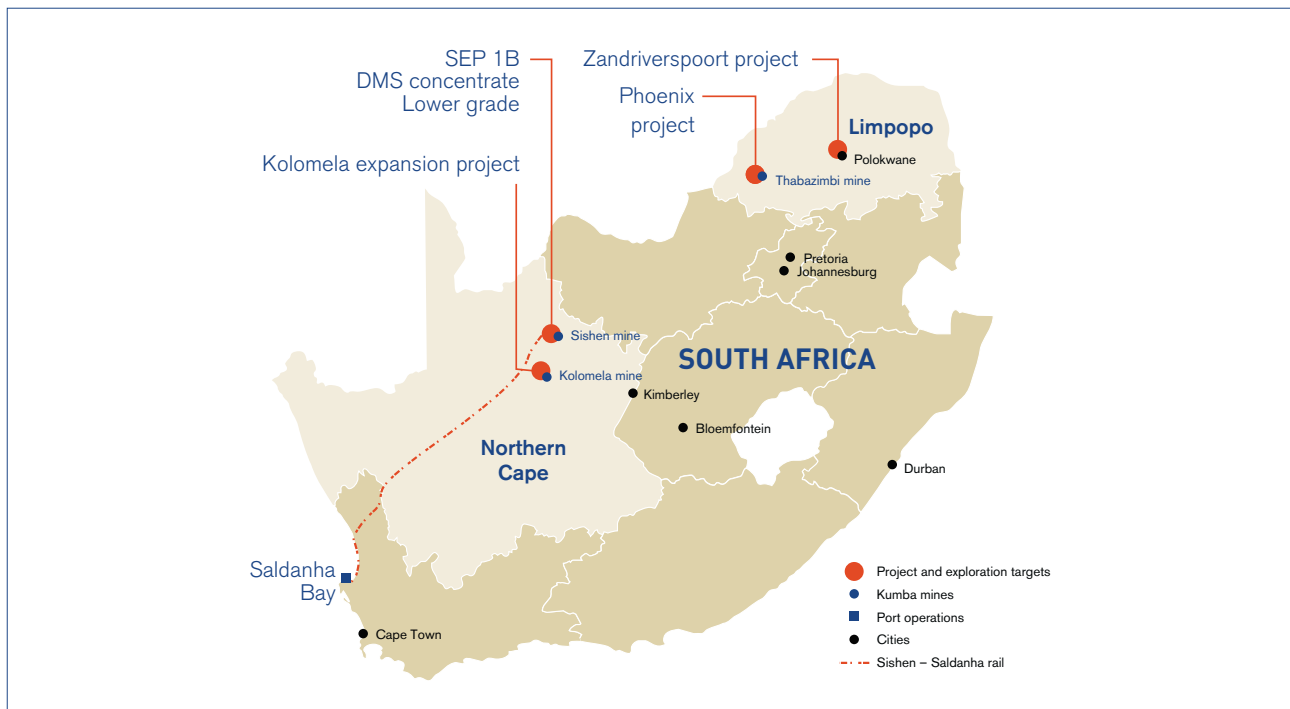 SEP 1B
DMS concentrate
Lower grade
Zandriverspoort project
Phoenix
project
Kolomela expansion project
Limpopo
Polokwane
Thabazimbi mine
Pretoria
Johannesburg
Sishen mine
SOUTH AFRICA
Kolomela mine
Kimberley
Bloemfontein
Northern
Cape
Durban
Saldanha
Bay
Cape Town
Project and exploration targets
Kumba mines
Port operations
Cities
Sishen – Saldanha rail